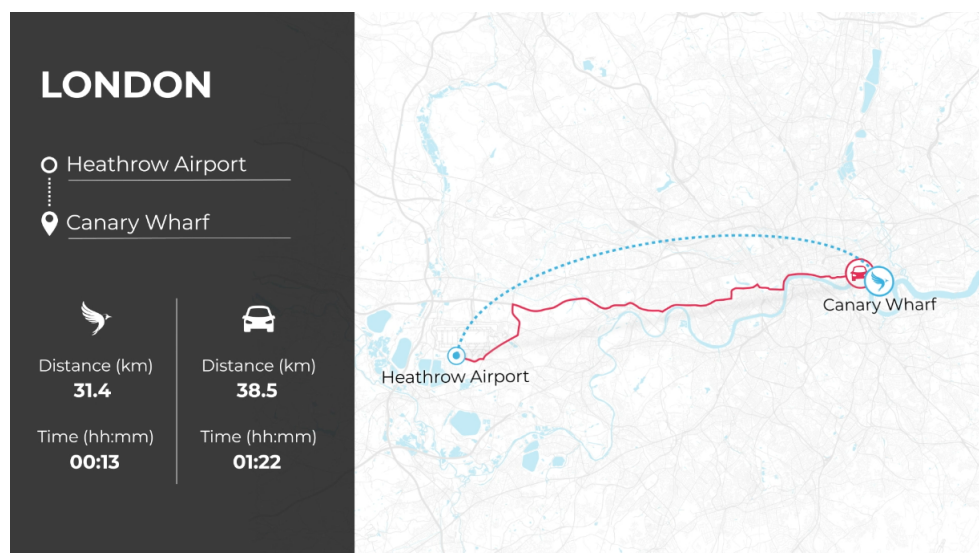 LONDON
Heathrow Airport
Canary Wharf
Distance (km)
31.4
Time (hh:mm)
00:13
Distance (km)
38.5
Time (hh:mm)
01:22
Canary Wharf
Heathrow Airport